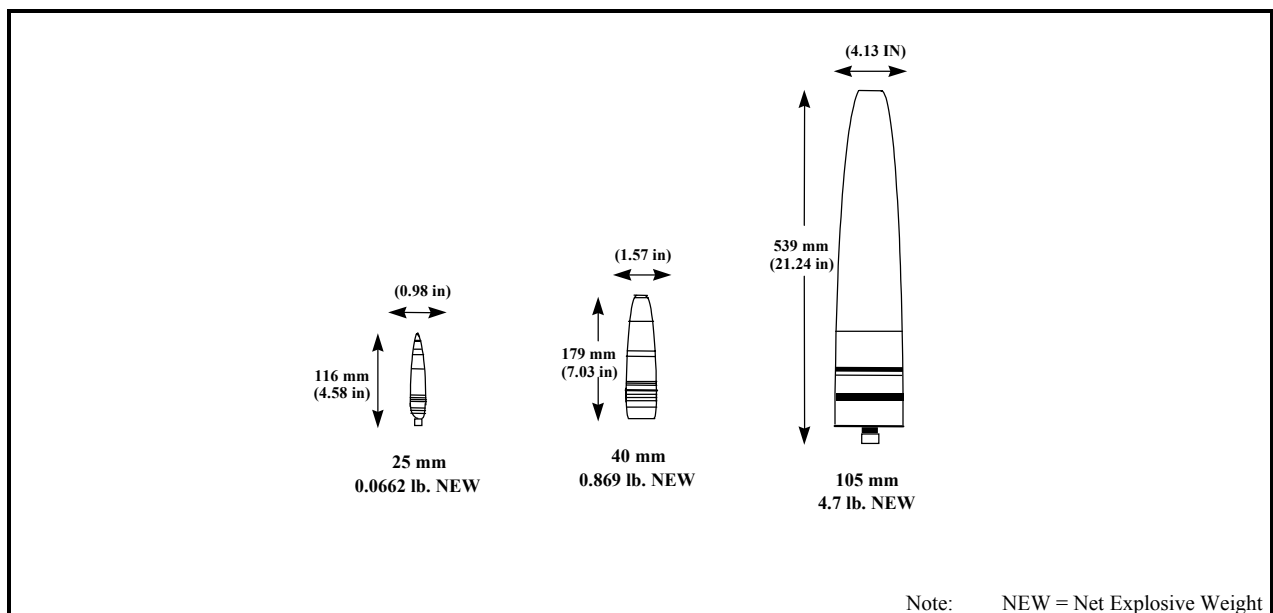 (0.98 in)
116 mm
(4.58 in)
25 mm
0.0662 lb. NEW
(1.57 in)
179 mm
(7.03 in)
40 mm
0.869 lb. NEW
(4.13 IN)
539 mm
(21.24 in)
105 mm
4.7 lb. NEW
Note: NEW = Net Explosive Weight